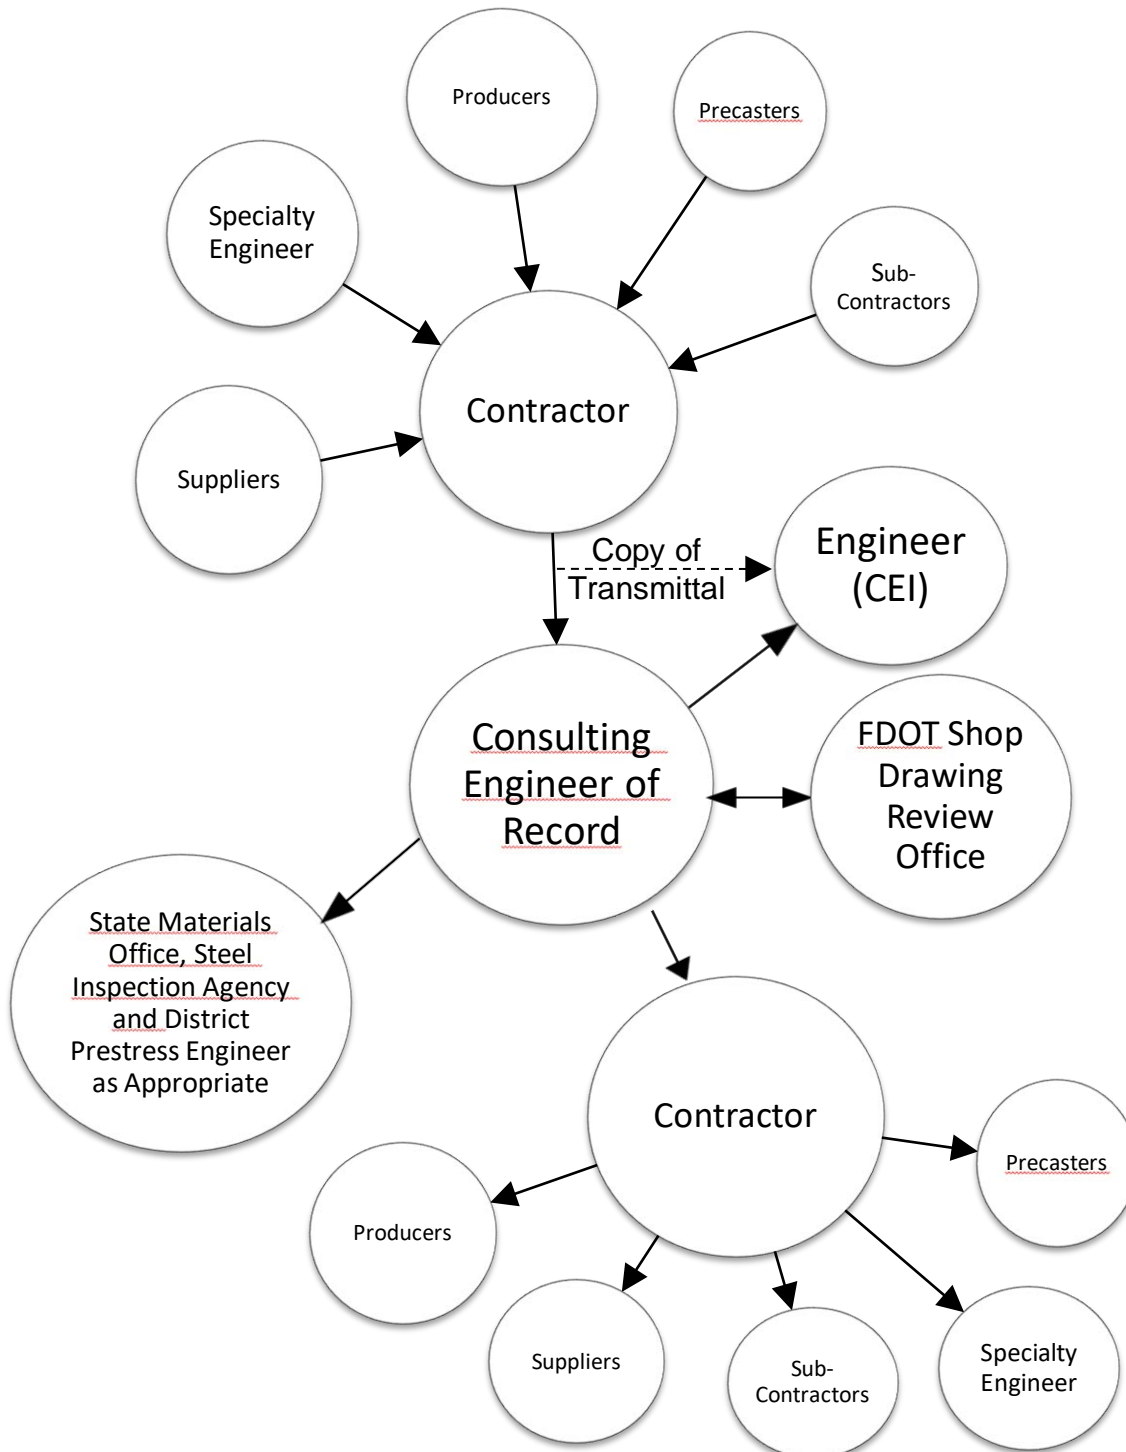 Producers
Precasters
Specialty
Engineer
Sub-
Contractors
Contractor
Suppliers
Engineer
(CEI)
Copy of
Transmittal
Consulting
Engineer of
Record
FDOT Shop
Drawing
Review
Office
State Materials
Office, Steel
Inspection Agency
and District
Prestress Engineer
as Appropriate
Contractor
Precasters
Producers
Suppliers
Sub-
Contractors
Specialty
Engineer